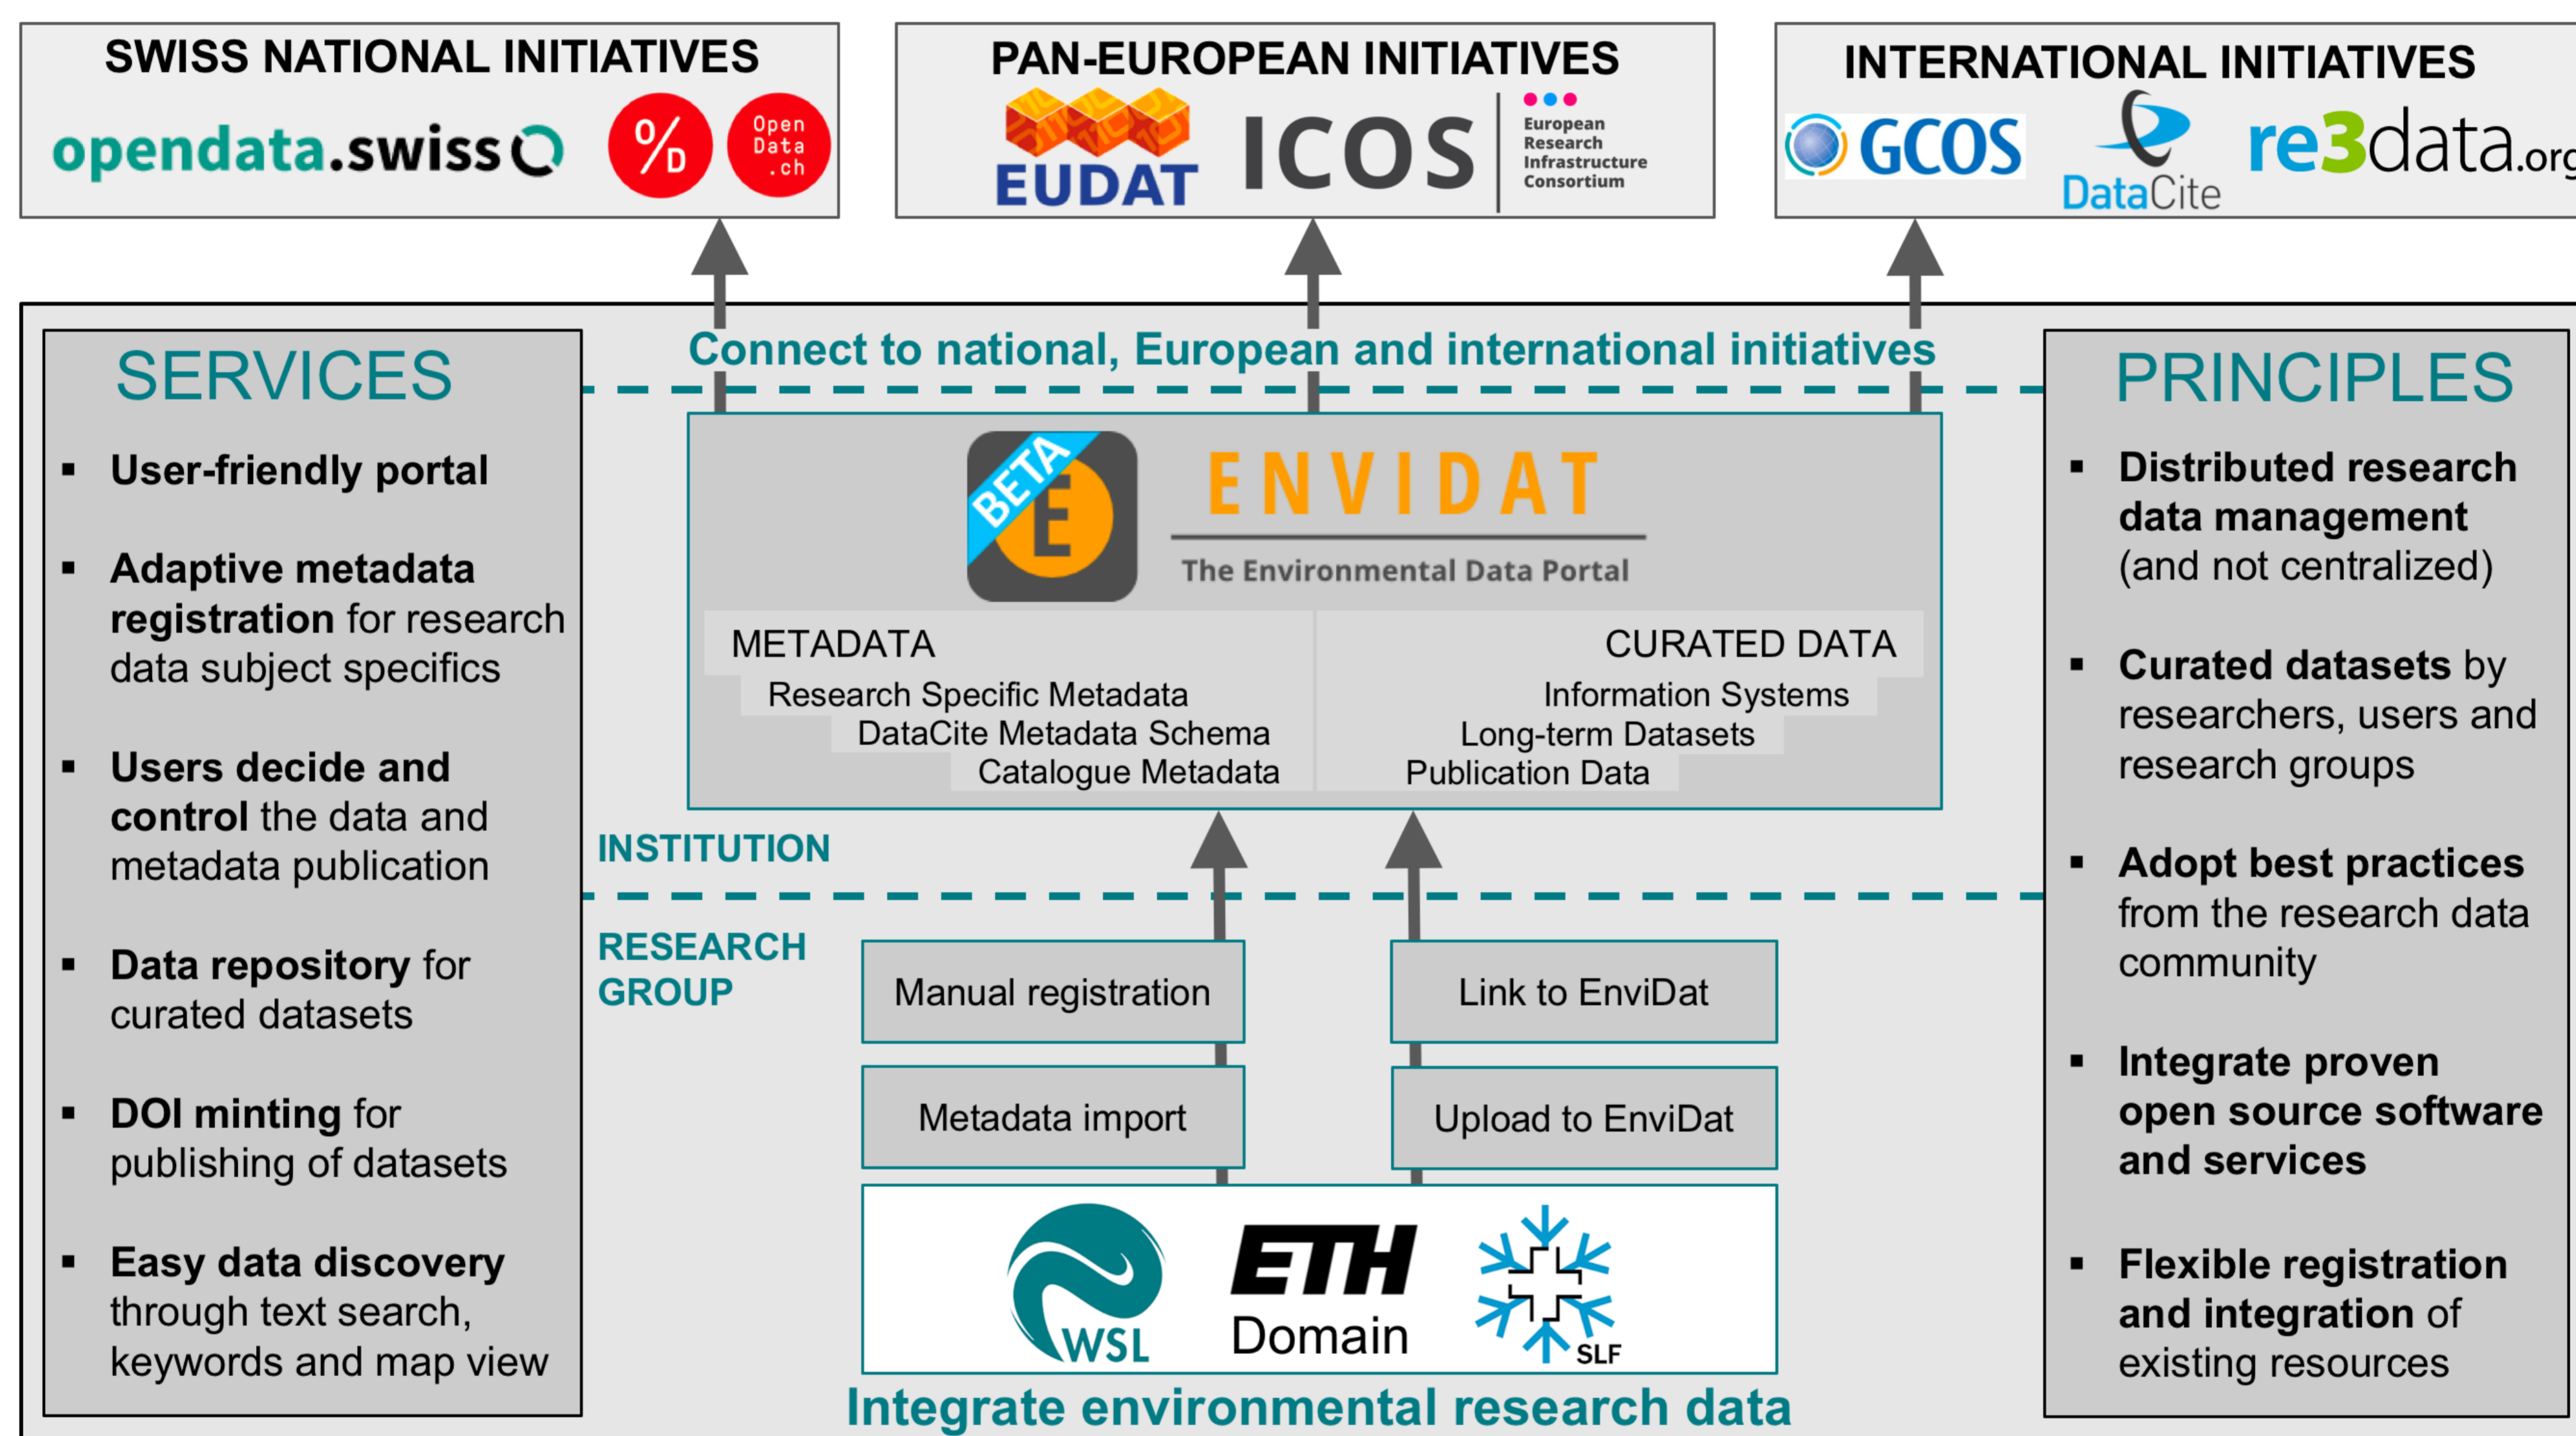 SWISS NATIONAL INITIATIVES
opendata.swiss
%D
Open
Data
.ch
PAN-EUROPEAN INITIATIVES
EUDAT
ICOS
European
Research
Infrastructure
Consortium
INTERNATIONAL INITIATIVES
GCOS
DataCite
re3data.org
Connect to national, European and international initiatives
SERVICES
▪ User-friendly portal
▪ Adaptive metadata
registration for research
data subject specifics
▪ Users decide and
control the data and
metadata publication
▪ Data repository for
curated datasets
▪ DOI minting for
publishing of datasets
▪ Easy data discovery
through text search,
keywords and map view
BETA
E
ENVIDAT
The Environmental Data Portal
METADATA
Research Specific Metadata
DataCite Metadata Schema
Catalogue Metadata
CURATED DATA
Information Systems
Long-term Datasets
Publication Data
INSTITUTION
RESEARCH
GROUP
Manual registration
Link to EnviDat
Metadata import
Upload to EnviDat
WSL
ETH
Domain
SLF
Integrate environmental research data
PRINCIPLES
▪ Distributed research
data management
(and not centralized)
▪ Curated datasets by
researchers, users and
research groups
▪ Adopt best practices
from the research data
community
▪ Integrate proven
open source software
and services
▪ Flexible registration
and integration of
existing resources